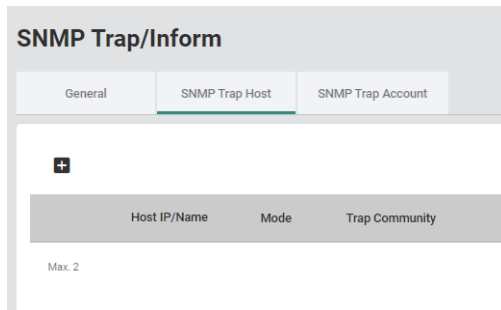 SNMP Trap/Inform
General SNMP Trap Host SNMP Trap Account
Host IP/Name Mode Trap Community
Max. 2